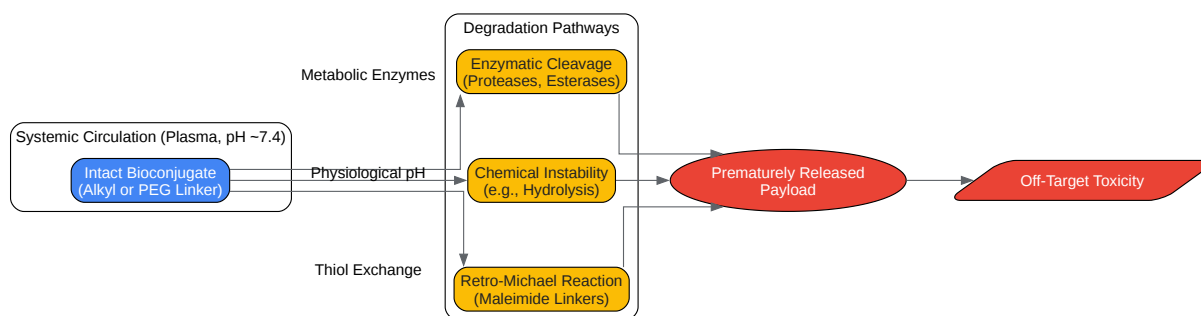 Degradation Pathways
Metabolic Enzymes
Enzymatic Cleavage
(Proteases, Esterases)
Systemic Circulation (Plasma, pH ~7.4)
Intact Bioconjugate
(Alkyl or PEG Linker)
Physiological pH
Chemical Instability
(e.g., Hydrolysis)
Prematurely Released
Payload
Off-Target Toxicity
Thiol Exchange
Retro-Michael Reaction
(Maleimide Linkers)